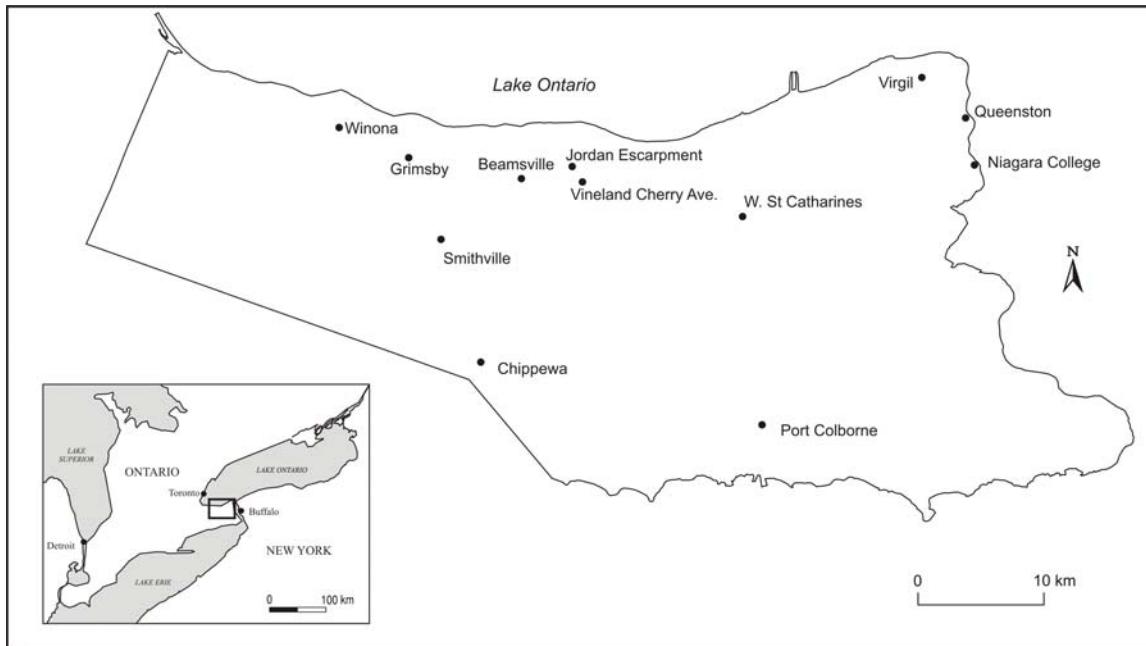 Lake Ontario
Virgil
Queenston
Winona
Grimsby
Beamsville
Jordan Escarpment
Niagara College
Vineland Cherry Ave.
W. St Catharines
Smithville
N
Chippewa
Port Colborne
0 10 km
LAKE
SUPERIOR
ONTARIO
LAKE ONTARIO
Toronto
Buffalo
Detroit
NEW YORK
LAKE ERIE
0 100 km